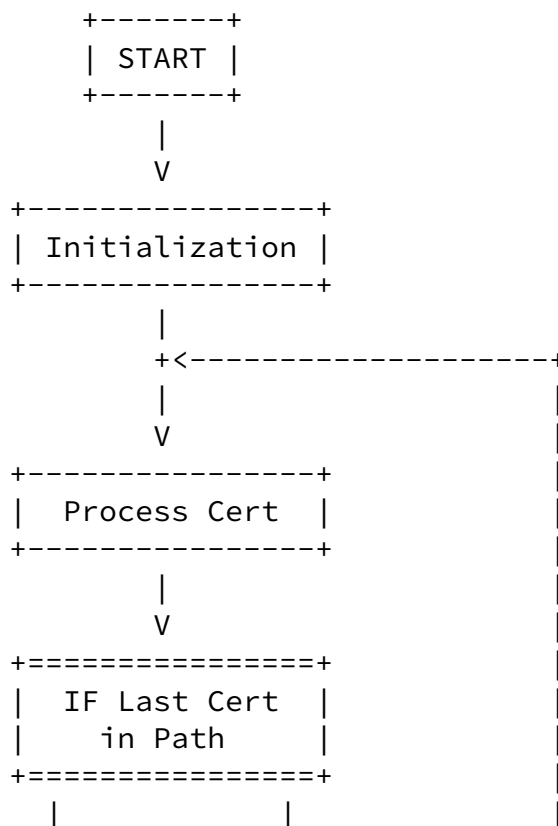 +-------+
| START |
+-------+
|
V
+----------------+
| Initialization |
+----------------+
|
+<--------------------+
|                     |
V                     |
+----------------+            |
|  Process Cert  |            |
+----------------+            |
|                     |
V                     |
+================+            |
|  IF Last Cert  |            |
|    in Path     |            |
+================+            |
|            |              |